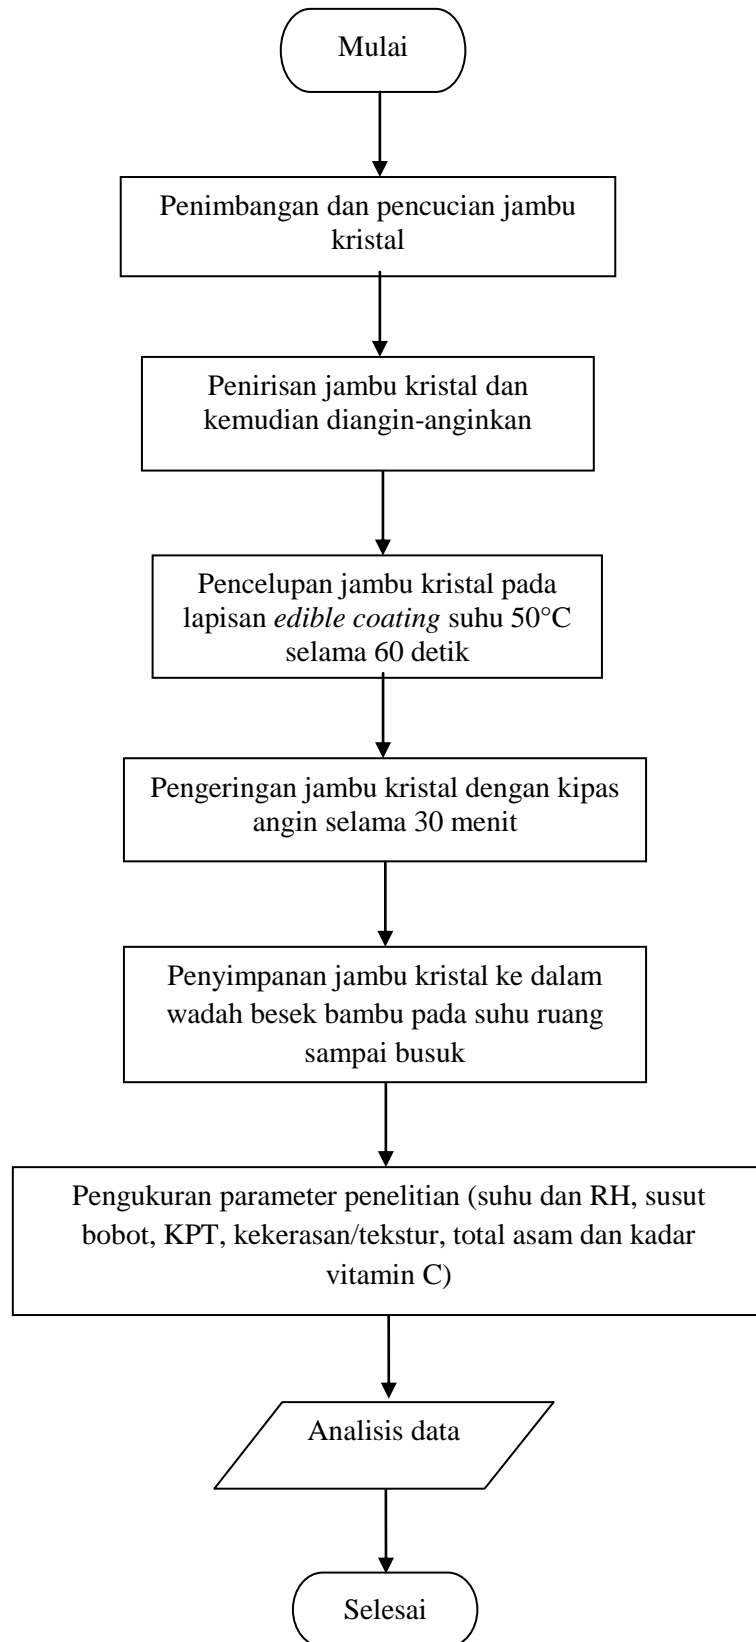 Mulai
Penimbangan dan pencucian jambu
kristal
Penirisan jambu kristal dan
kemudian diangin-anginkan
Pencelupan jambu kristal pada
lapisan edible coating suhu 50°C
selama 60 detik
Pengeringan jambu kristal dengan kipas
angin selama 30 menit
Penyimpanan jambu kristal ke dalam
wadah besek bambu pada suhu ruang
sampai busuk
Pengukuran parameter penelitian (suhu dan RH, susut
bobot, KPT, kekerasan/tekstur, total asam dan kadar
vitamin C)
Analisis data
Selesai